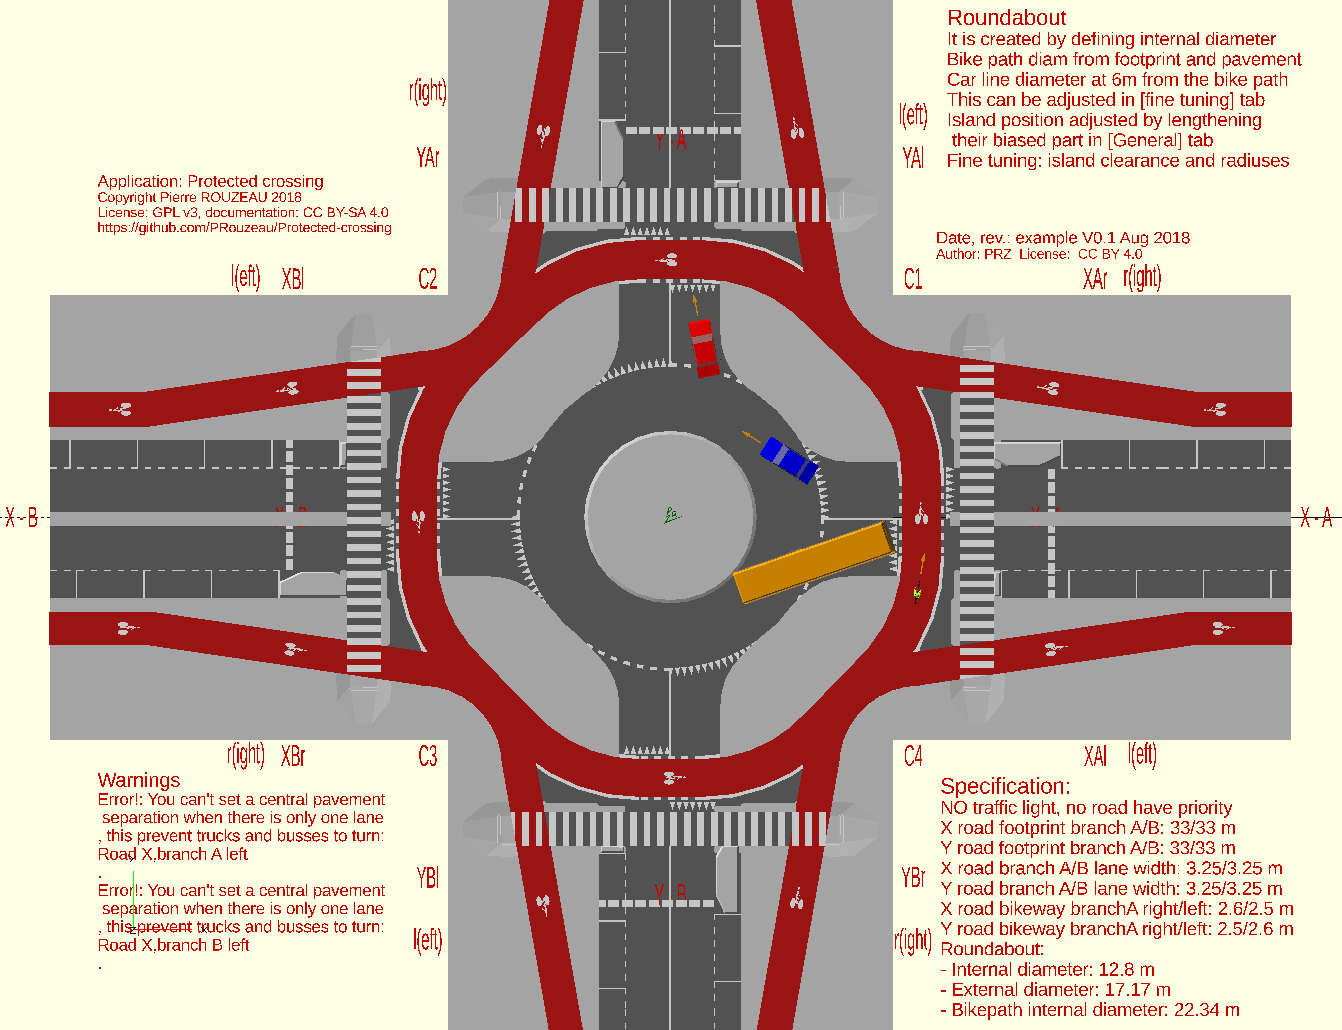 Roundabout
It is created by defining internal diameter
Bike path diam from footprint and pavement
Car line diameter at 6m from the bike path
This can be adjusted in [fine tuning] tab
Island position adjusted by lengthening
their biased part in [General] tab
Fine tuning: island clearance and radiuses
r(ight)
l(left)
YAr
YAl
Y - A
Application: Protected crossing
Copyright Pierre ROUZEAU 2018
License: GPL v3, documentation: CC BY-SA 4.0
https://github.com/PRouzeau/Protected-crossing
Date, rev.: example V0.1 Aug 2018
Author: PRZ License: CC BY 4.0
l(eft)
XBl
C2
C1
XAr
r(ight)
X - B
X - A
r(ight)
XBr
C3
C4
XAl
l(eft)
Warnings
Error!: You can't set a central pavement
separation when there is only one lane
, this prevent trucks and busses to turn:
Road X,branch A left
.
Error!: You can't set a central pavement
separation when there is only one lane
, this prevent trucks and busses to turn:
Road X,branch B left
.
YBl
l(eft)
Y - B
YBr
r(ight)
Specification:
NO traffic light, no road have priority
X road footprint branch A/B: 33/33 m
Y road footprint branch A/B: 33/33 m
X road branch A/B lane width: 3.25/3.25 m
Y road branch A/B lane width: 3.25/3.25 m
X road bikeway branchA right/left: 2.6/2.5 m
Y road bikeway branchA right/left: 2.5/2.6 m
Roundabout:
- Internal diameter: 12.8 m
- External diameter: 17.17 m
- Bikepath internal diameter: 22.34 m